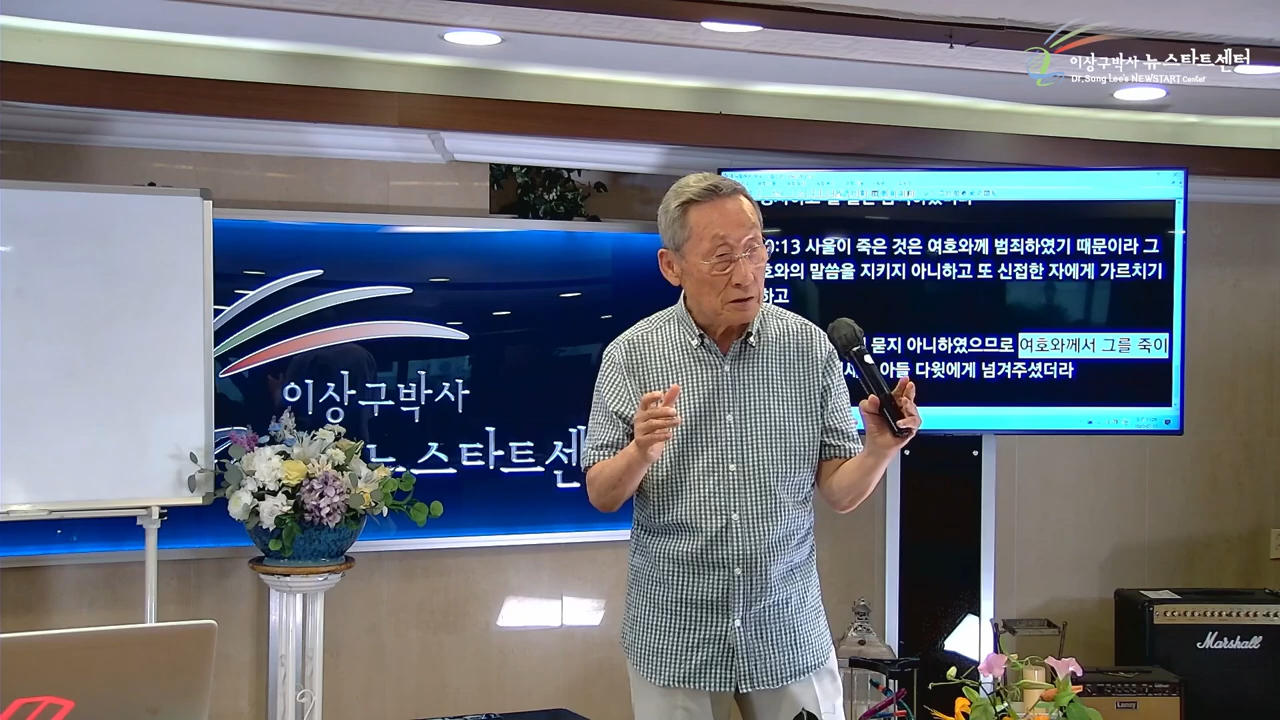 이상구박사 뉴스타트센터
Dr. Sang Lee's NEWSTART Center
:13 사울이 죽은 것은 여호와께 범죄하였기 때문이라 그
말씀을 지키지 아니하고 또 신접한 자에게 가르치기
하고
묻지 아니하였으므로 여호와께서 그를 죽이
아들 다윗에게 넘겨주셨더라
이상구박사
뉴스타트센
Marshall
Laney